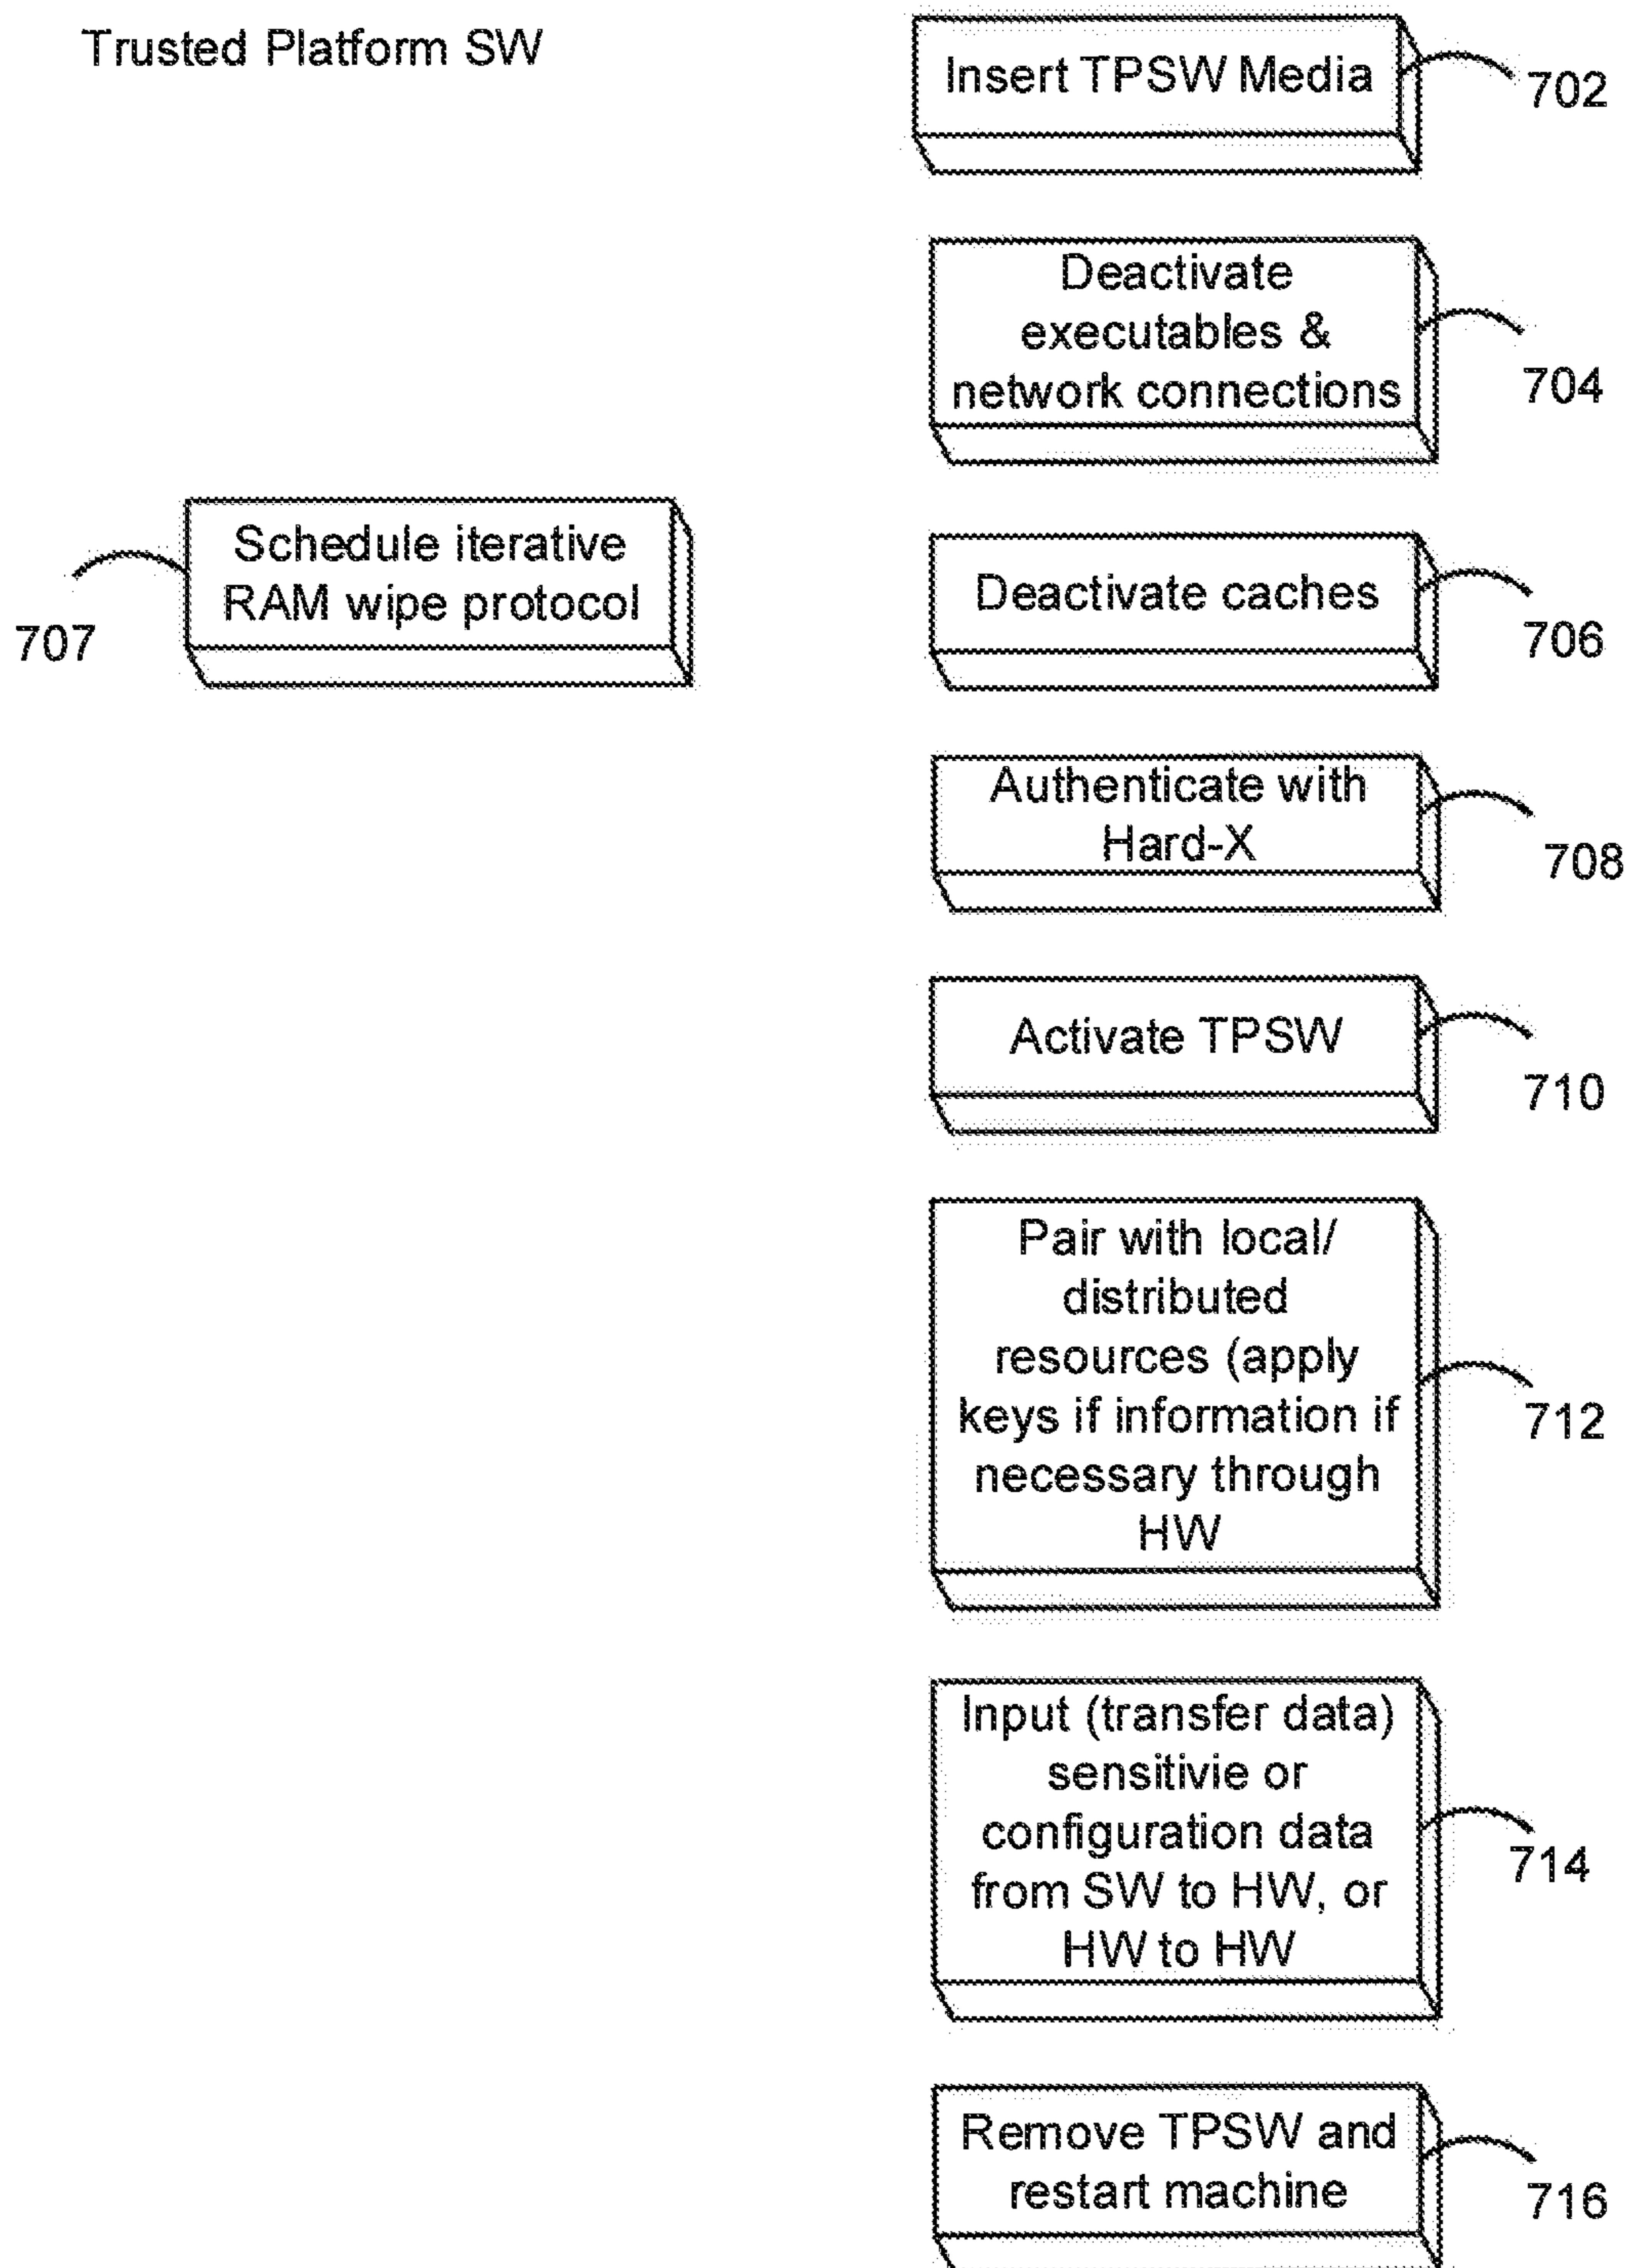 Trusted Platform SW
Insert TPSW Media
702
Deactivate
executables &
network connections
704
Schedule iterative
RAM wipe protocol
707
Deactivate caches
706
Authenticate with
Hard-X
708
Activate TPSW
710
Pair with local/
distributed
resources (apply
keys if information if
necessary through
HW
712
Input (transfer data)
sensitivie or
configuration data
from SW to HW, or
HW to HW
714
Remove TPSW and
restart machine
716